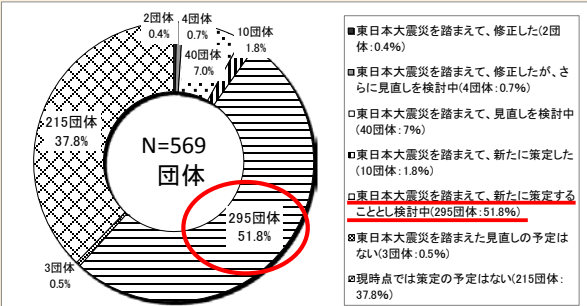 2団体
0.4%
4団体
0.7%
10団体
1.8%
40団体
7.0%
215団体
37.8%
N=569
団体
295団体
51.8%
3団体
0.5%
東日本大震災を踏まえて、修正した(2団
体:0.4%)
東日本大震災を踏まえて、修正したが、さ
らに見直しを検討中(4団体:0.7%)
東日本大震災を踏まえて、見直しを検討中
(40団体:7%)
東日本大震災を踏まえて、新たに策定した
(10団体:1.8%)
東日本大震災を踏まえて、新たに策定する
こととし検討中(295団体:51.8%)
東日本大震災を踏まえた見直しの予定は
ない(3団体:0.5%)
現時点では策定の予定はない(215団体:
37.8%)